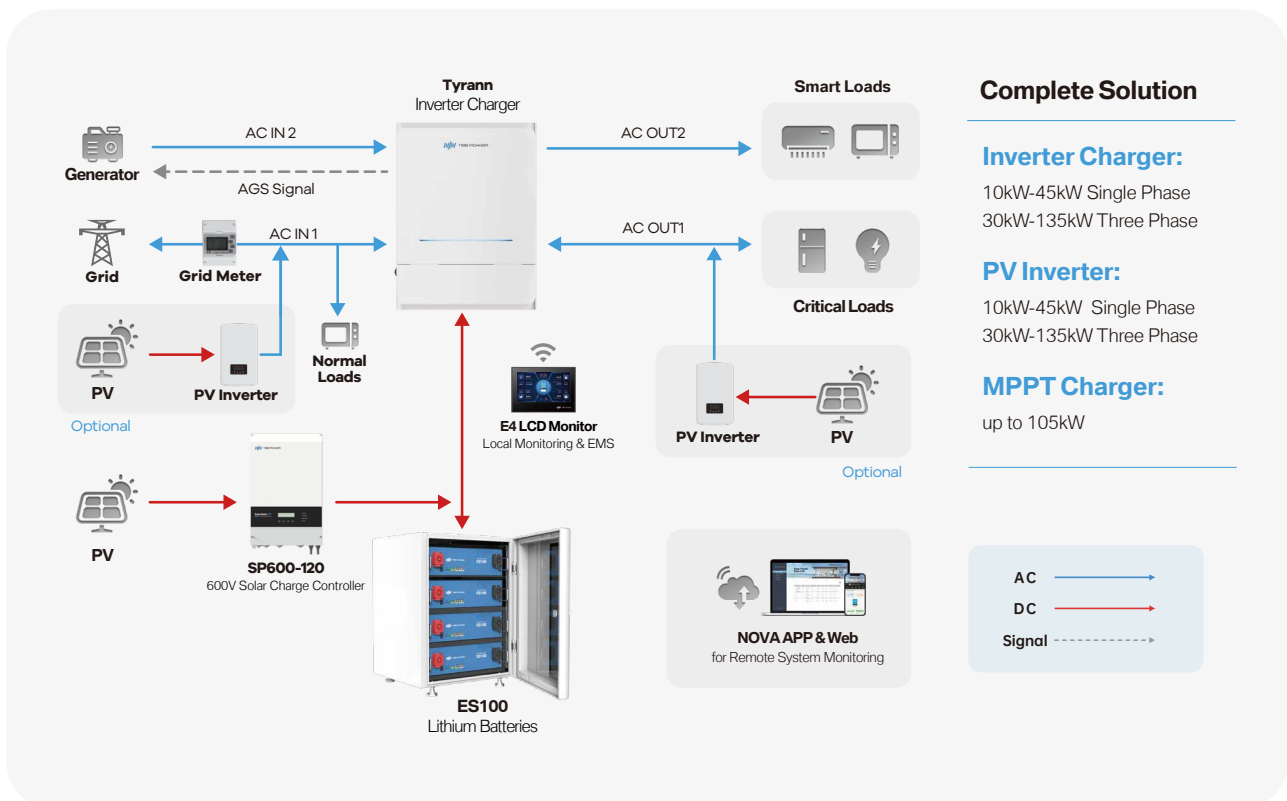 Tyrann
Inverter Charger
TBB POWER
Generator
AC IN 2
AGS Signal
AC OUT2
Smart Loads
Grid
Grid Meter
AC IN 1
AC OUT1
Critical Loads
PV
PV Inverter
Optional
Normal
Loads
E4 LCD Monitor
Local Monitoring & EMS
PV Inverter
PV
Optional
PV
SP600-120
600V Solar Charge Controller
ES100
Lithium Batteries
NOVA APP & Web
for Remote System Monitoring
Complete Solution
Inverter Charger:
10kW-45kW Single Phase
30kW-135kW Three Phase
PV Inverter:
10kW-45kW Single Phase
30kW-135kW Three Phase
MPPT Charger:
up to 105kW
AC
DC
Signal